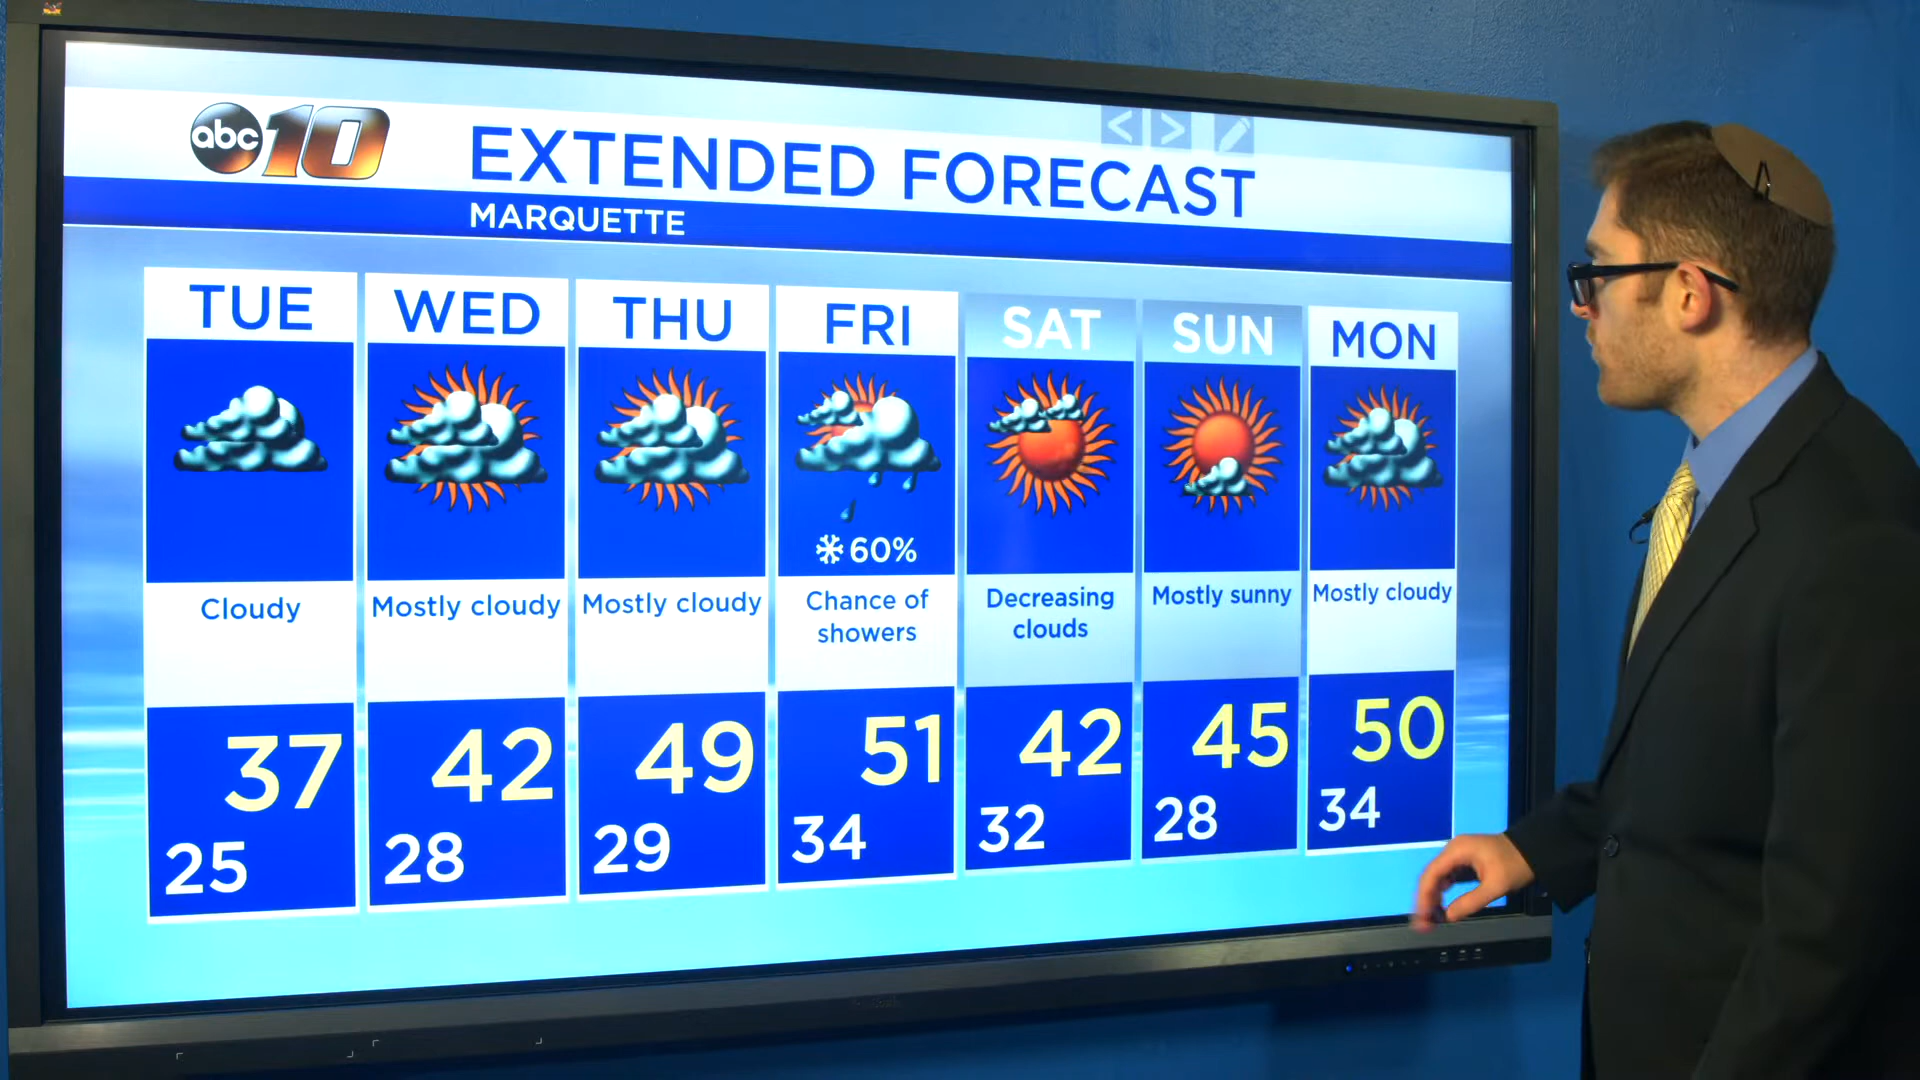 abc 10
EXTENDED FORECAST
MARQUETTE
TUE
WED
THU
FRI
SAT
SUN
MON
60%
Cloudy
Mostly cloudy
Mostly cloudy
Chance of
showers
Decreasing
clouds
Mostly sunny
Mostly cloudy
37
42
49
51
42
45
50
25
28
29
34
32
28
34